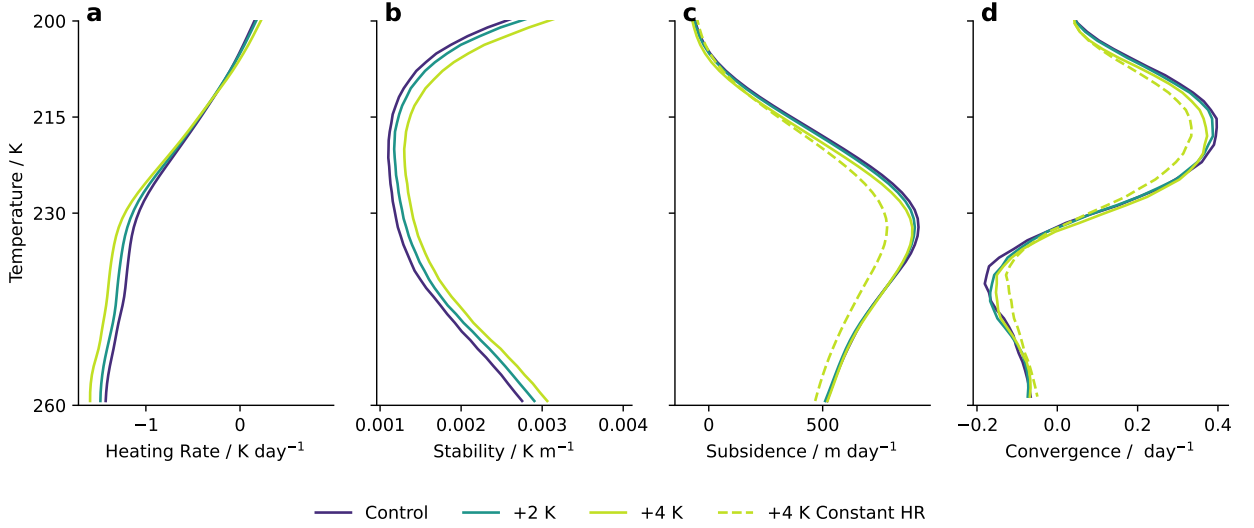 a b c d
200
215
230
260
Temperature / K
−1 0
0.001 0.002 0.003 0.004
0 500
−0.2 0.0 0.2 0.4
Heating Rate / K day⁻¹
Stability / K m⁻¹
Subsidence / m day⁻¹
Convergence / day⁻¹
Control +2 K +4 K +4 K Constant HR